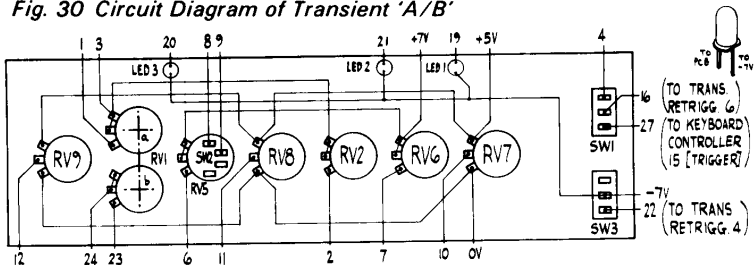 Fig. 30 Circuit Diagram of Transient 'A/B'
1 3 20 8 9 21 +7V 19 +5V 4
TO PCB TO -7V
LED 3 LED 2 LED 1
16 (TO TRANS. RETRIGG. 6)
27 (TO KEYBOARD CONTROLLER 15 [TRIGGER])
SW1
RV9 a RV1 b SW2 RV5 RV8 RV2 RV6 RV7
-7V
22 (TO TRANS RETRIGG. 4)
SW3
12 24 23 6 11 2 7 10 0V